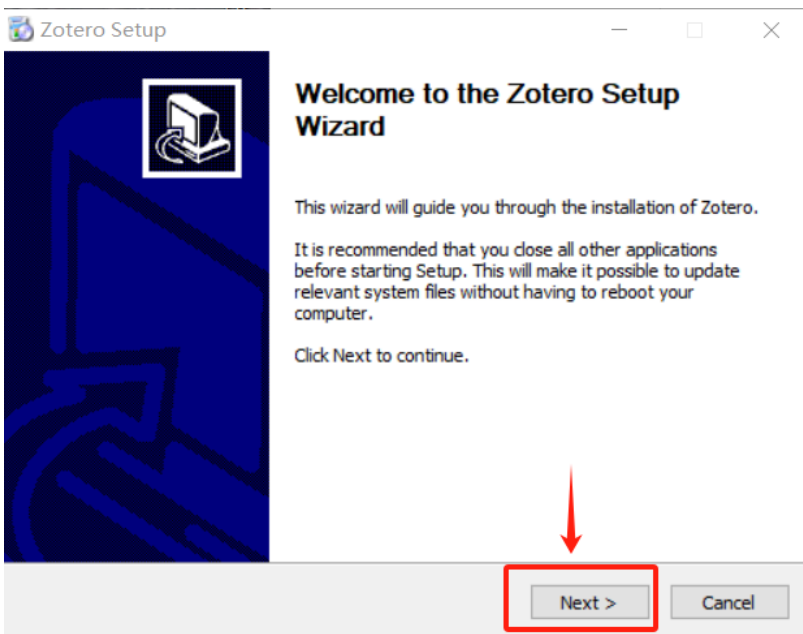 Zotero Setup
Welcome to the Zotero Setup
Wizard
This wizard will guide you through the installation of Zotero.
It is recommended that you close all other applications
before starting Setup. This will make it possible to update
relevant system files without having to reboot your
computer.
Click Next to continue.
Next >
Cancel